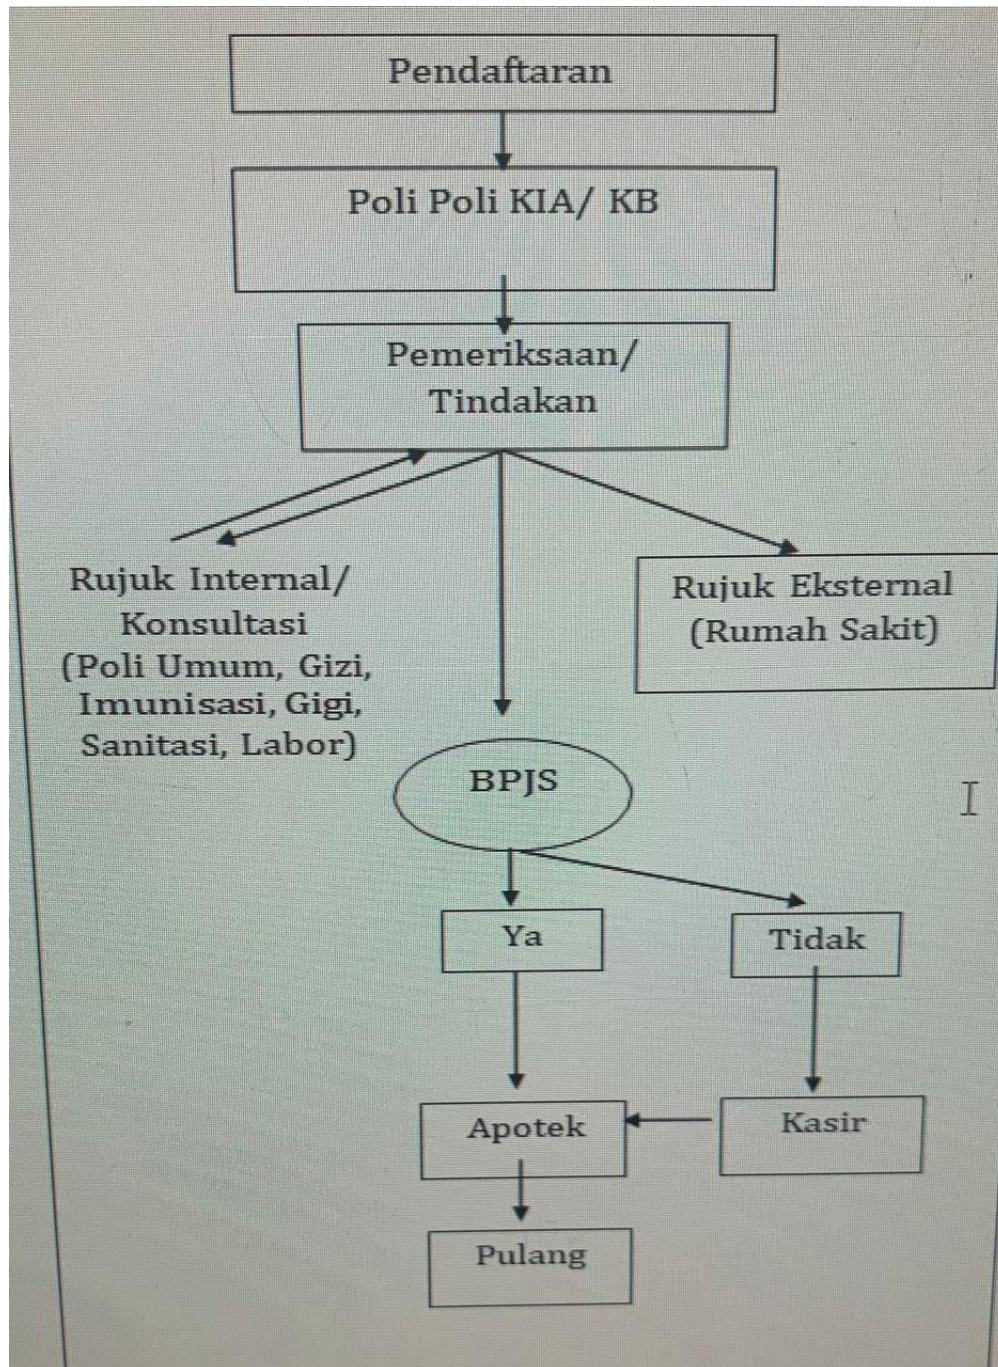 Pendaftaran
Poli Poli KIA/ KB
Pemeriksaan/
Tindakan
Rujuk Internal/
Konsultasi
(Poli Umum, Gizi,
Imunisasi, Gigi,
Sanitasi, Labor)
Rujuk Eksternal
(Rumah Sakit)
BPJS
Ya
Tidak
Apotek
Kasir
Pulang